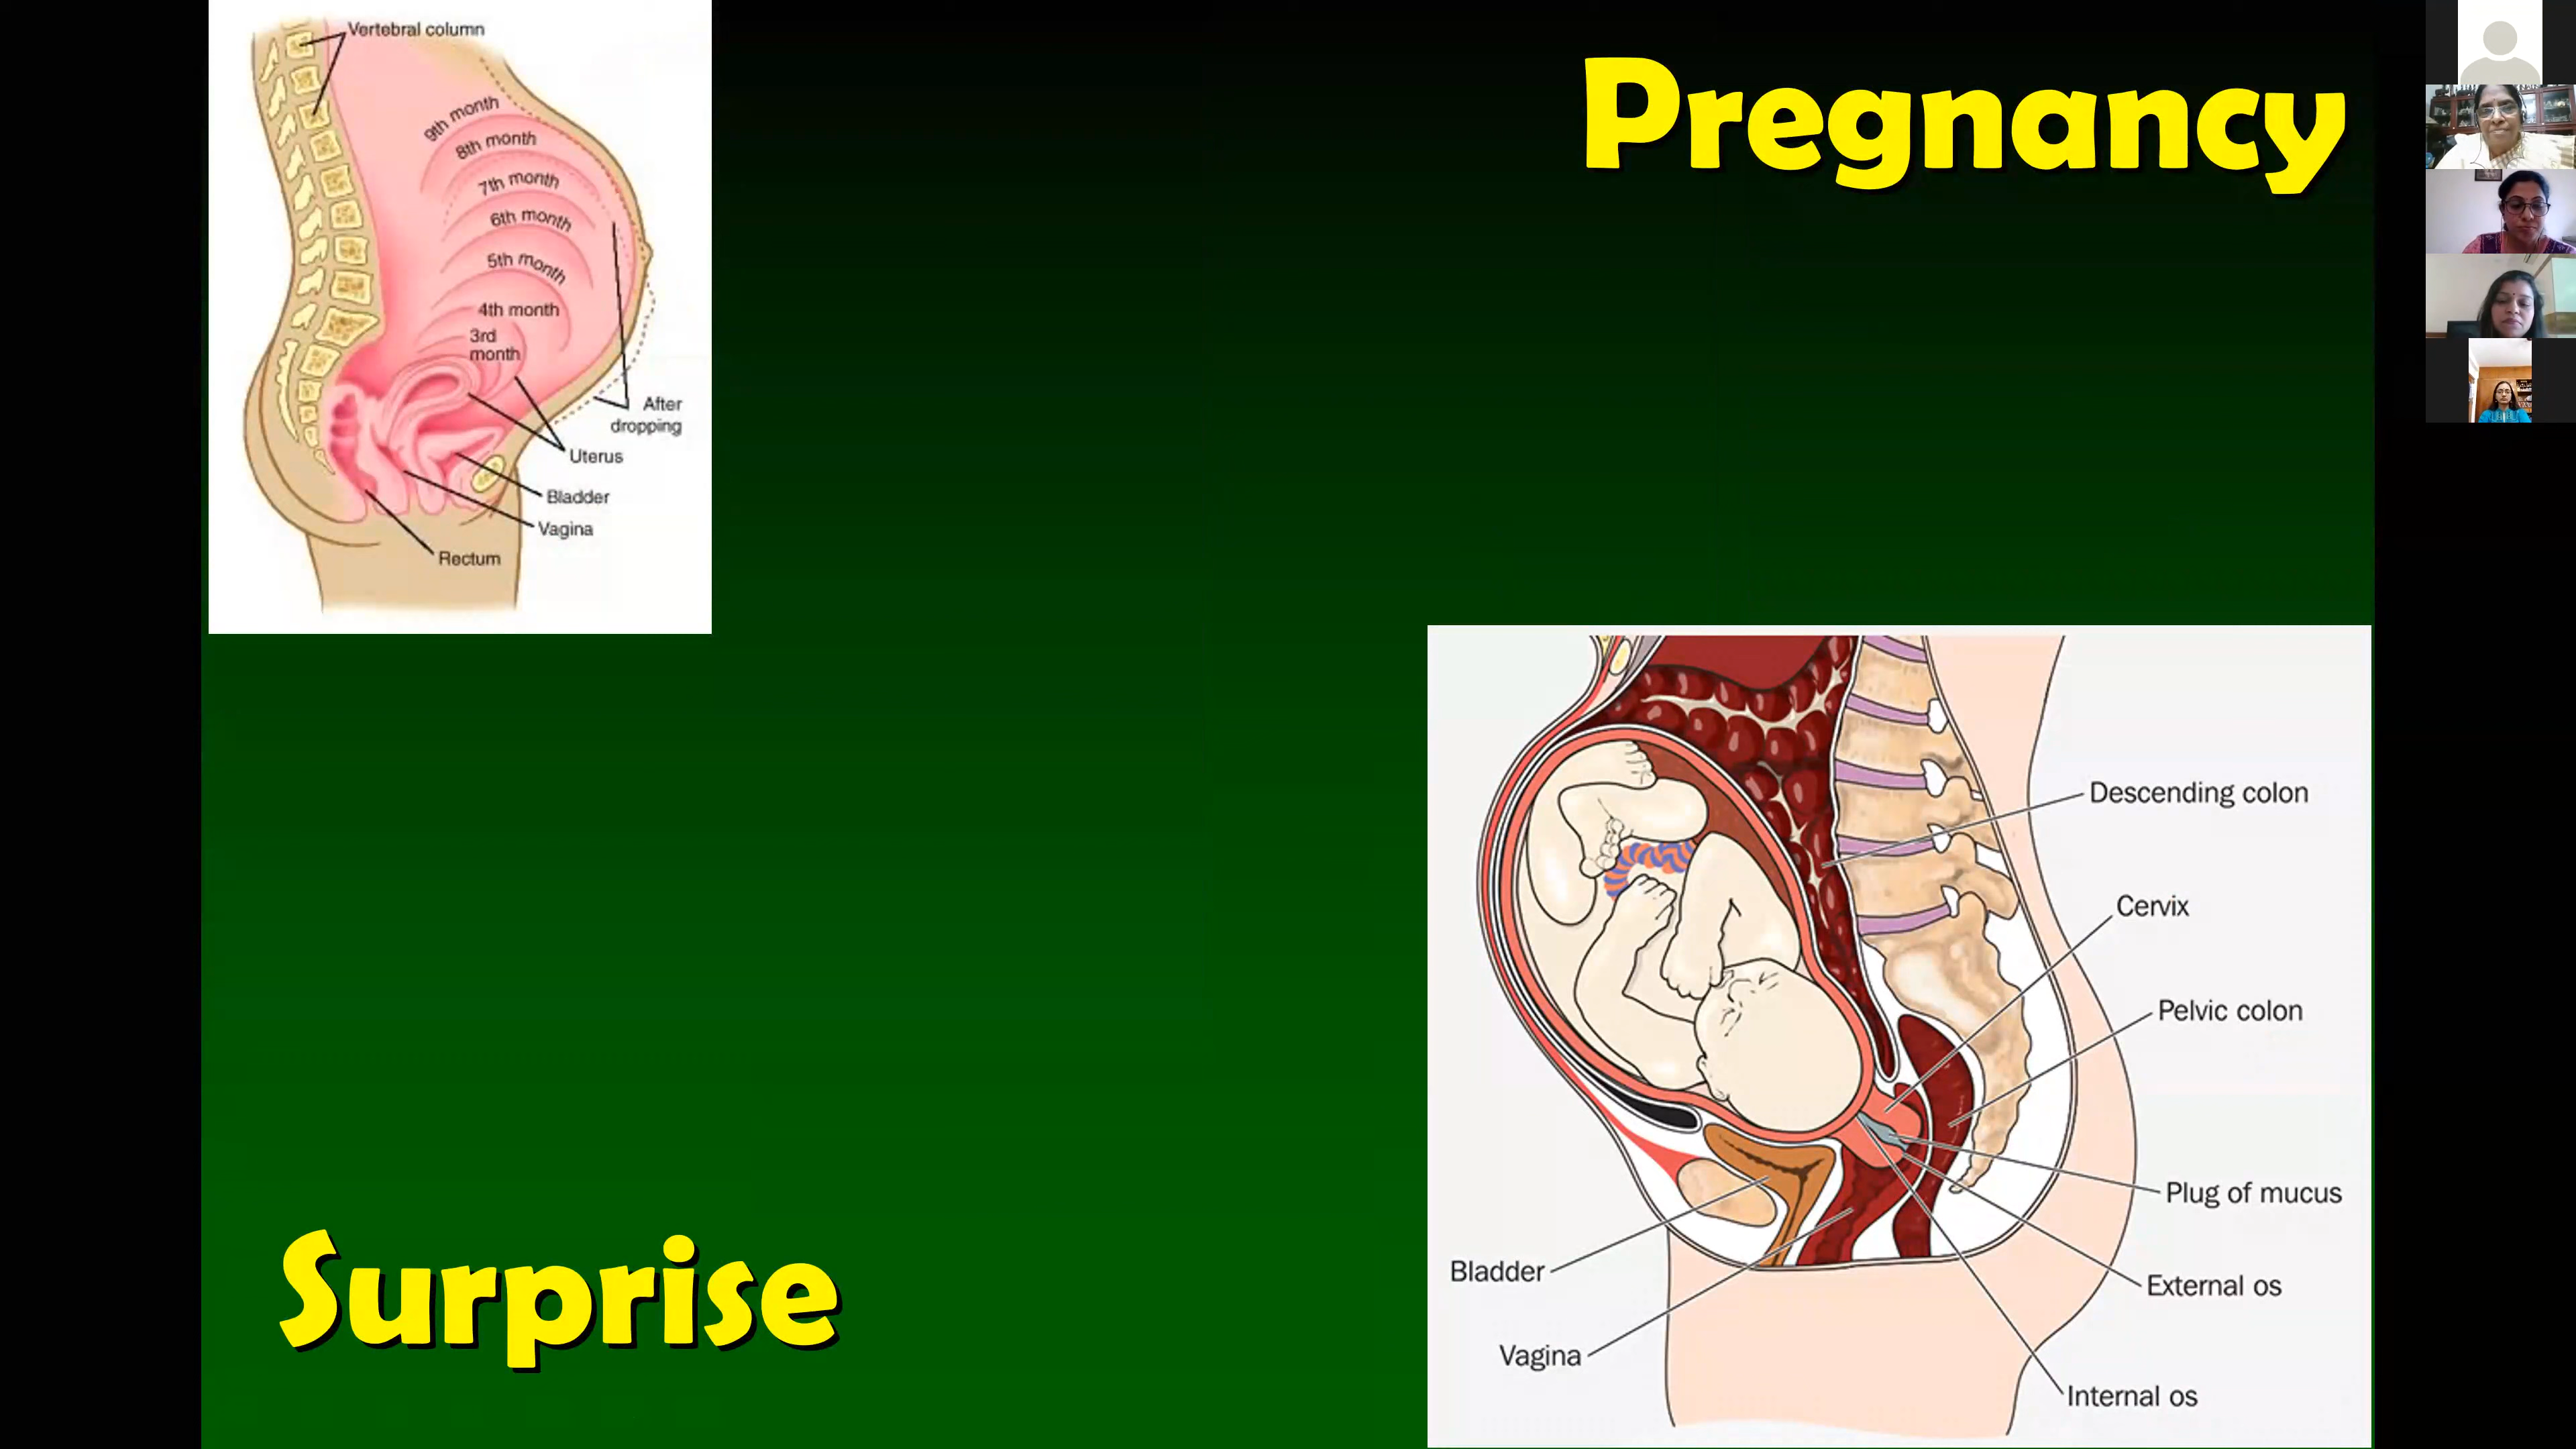 Vertebral column
9th month
8th month
7th month
6th month
5th month
4th month
3rd
month
After
dropping
Uterus
Bladder
Vagina
Rectum
Pregnancy
Surprise
Descending colon
Cervix
Pelvic colon
Plug of mucus
External os
Internal os
Bladder
Vagina